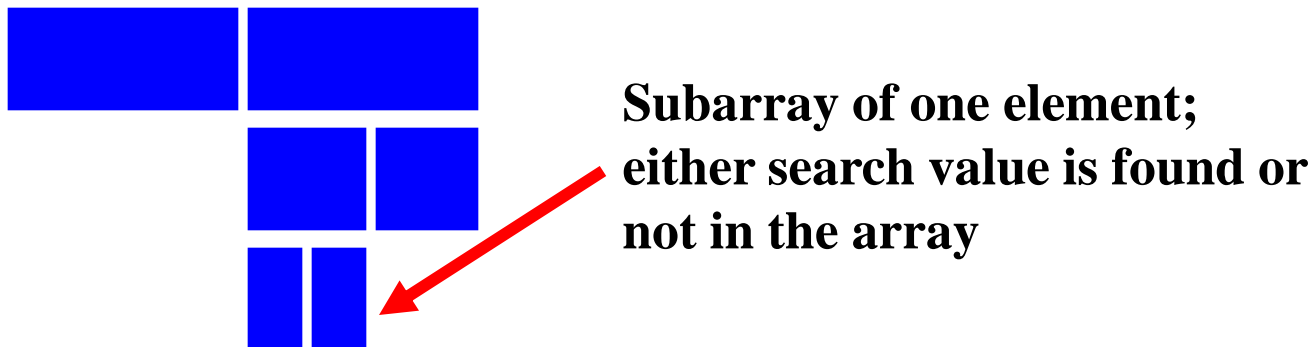 Subarray of one element;
either search value is found or
not in the array